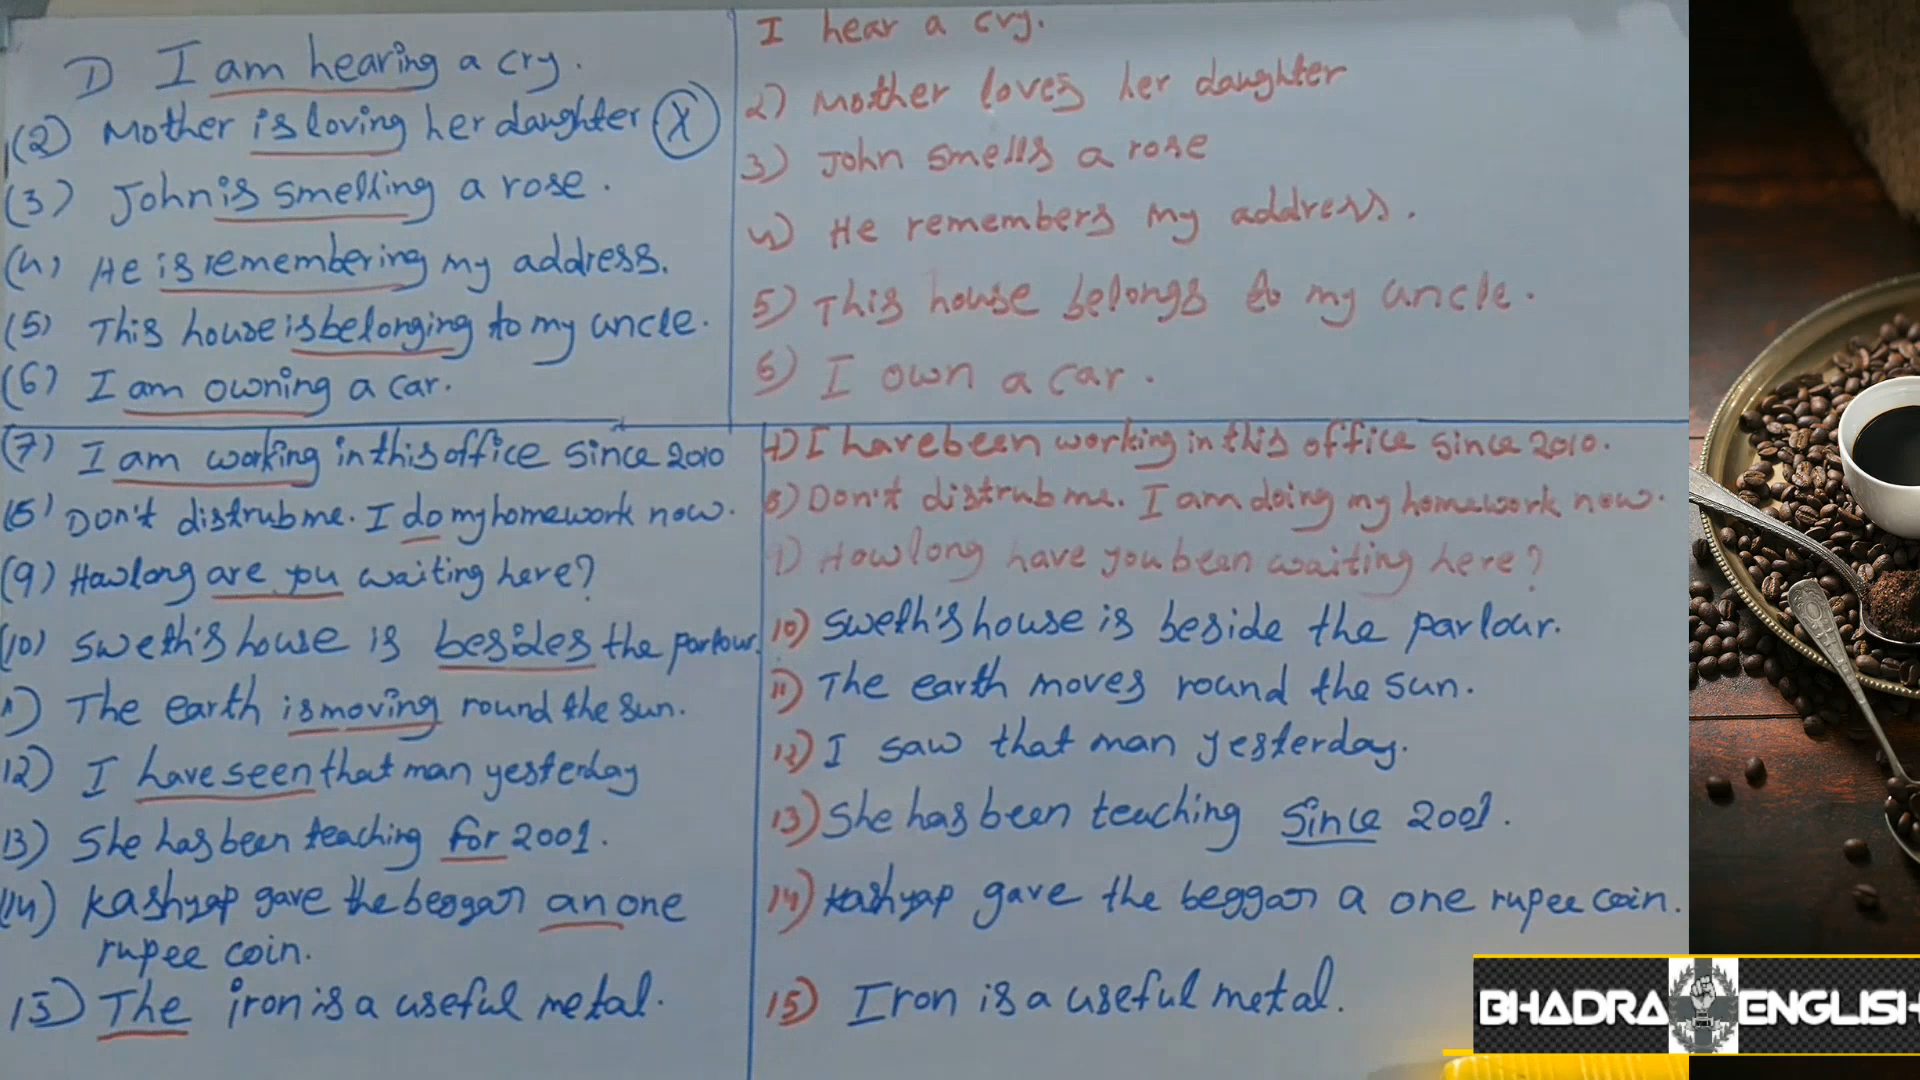 1) I am hearing a cry.
(2) Mother is loving her daughter (X)
(3) John is smelling a rose.
(4) He is remembering my address.
(5) This house is belonging to my uncle.
(6) I am owning a car.
I hear a cry.
2) Mother loves her daughter
3) John smells a rose
4) He remembers my address.
5) This house belongs to my uncle.
6) I own a car.
(7) I am working in this office since 2010
(8) Don't distrub me. I do my homework now.
(9) How long are you waiting here?
(10) Sweth's house is besides the parlour.
11) The earth is moving round the sun.
12) I have seen that man yesterday
13) She has been teaching for 2001.
(14) Kashyap gave the beggar an one
rupee coin.
15) The iron is a useful metal.
7) I have been working in this office since 2010.
8) Don't distrub me. I am doing my homework now.
9) How long have you been waiting here?
10) Sweth's house is beside the parlour.
11) The earth moves round the sun.
12) I saw that man yesterday.
13) She has been teaching since 2001.
14) Kashyap gave the beggar a one rupee coin.
15) Iron is a useful metal.
BHADRA ENGLISH